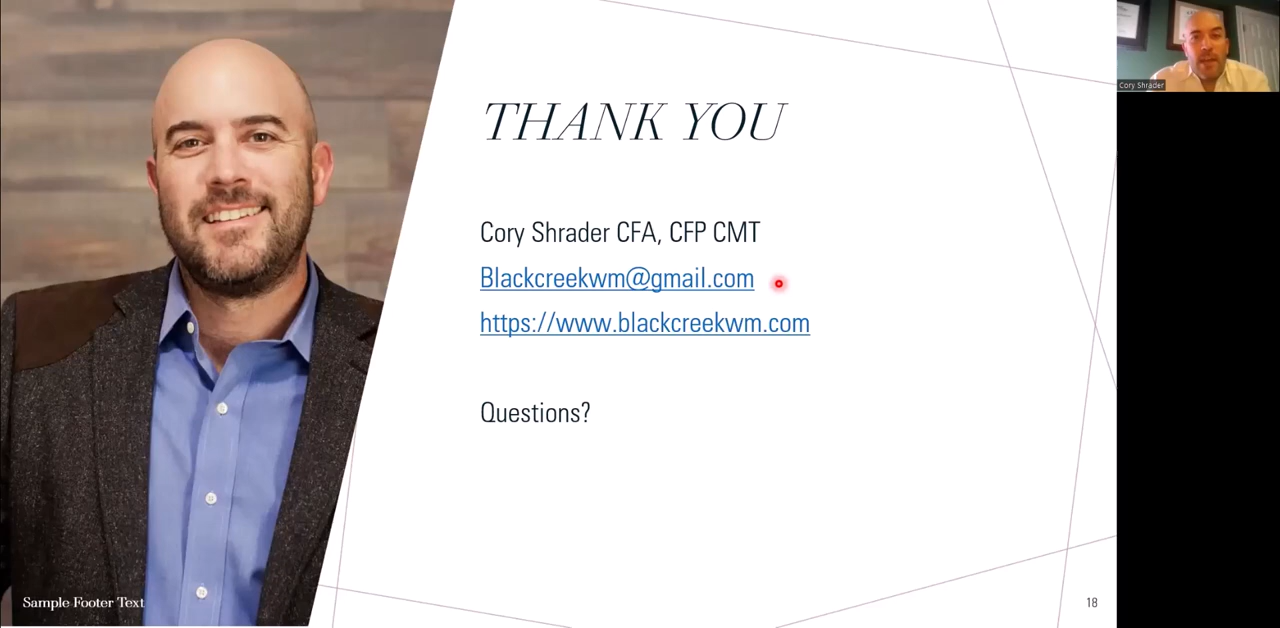 THANK YOU
Cory Shrader CFA, CFP CMT
Blackcreekwm@gmail.com
https://www.blackcreekwm.com
Questions?
Sample Footer Text
18
Cory Shrader